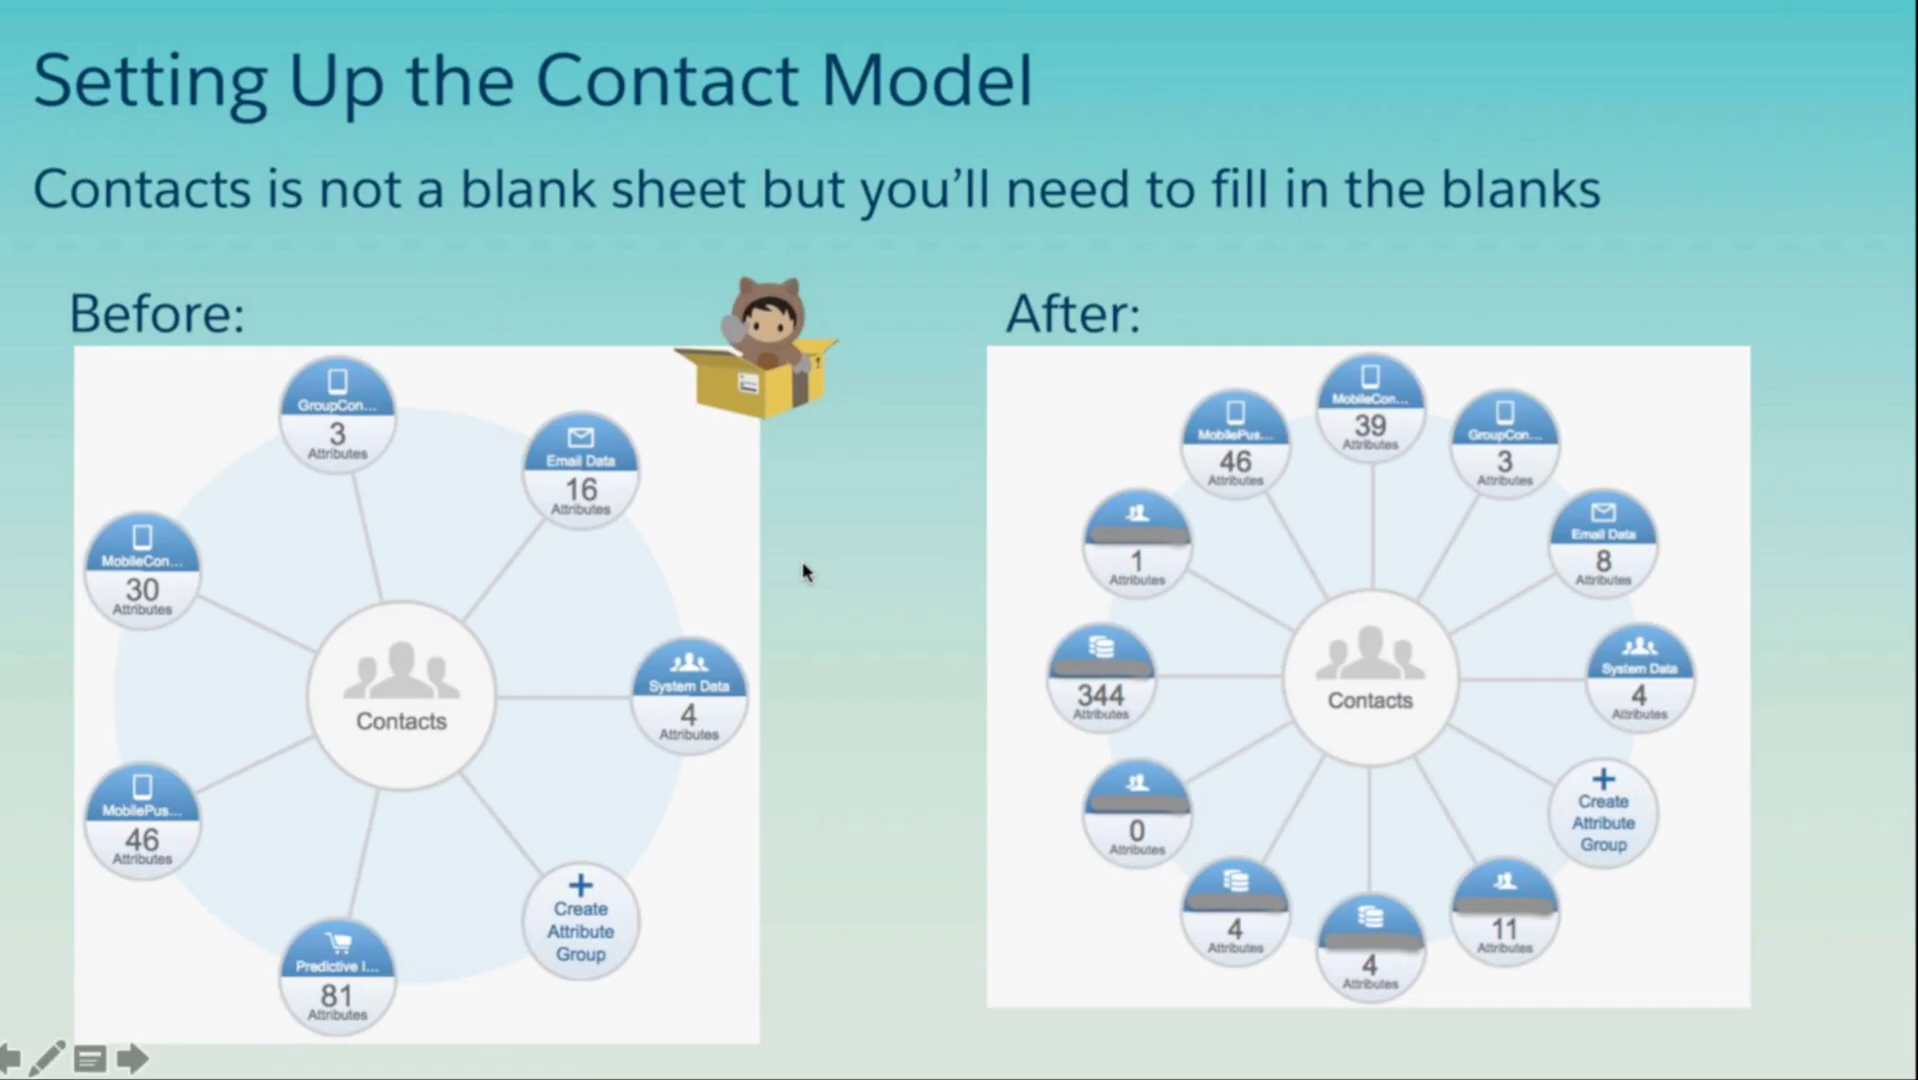 Setting Up the Contact Model
Contacts is not a blank sheet but you'll need to fill in the blanks
Before:
GroupCon...
3
Attributes
Email Data
16
Attributes
MobileCon...
30
Attributes
System Data
4
Attributes
Contacts
MobilePus...
46
Attributes
Create
Attribute
Group
Predictive I...
81
Attributes
After:
MobileCon...
39
Attributes
MobilePus...
46
Attributes
GroupCon...
3
Attributes
1
Attributes
Email Data
8
Attributes
344
Attributes
Contacts
System Data
4
Attributes
0
Attributes
Create
Attribute
Group
4
Attributes
4
Attributes
11
Attributes